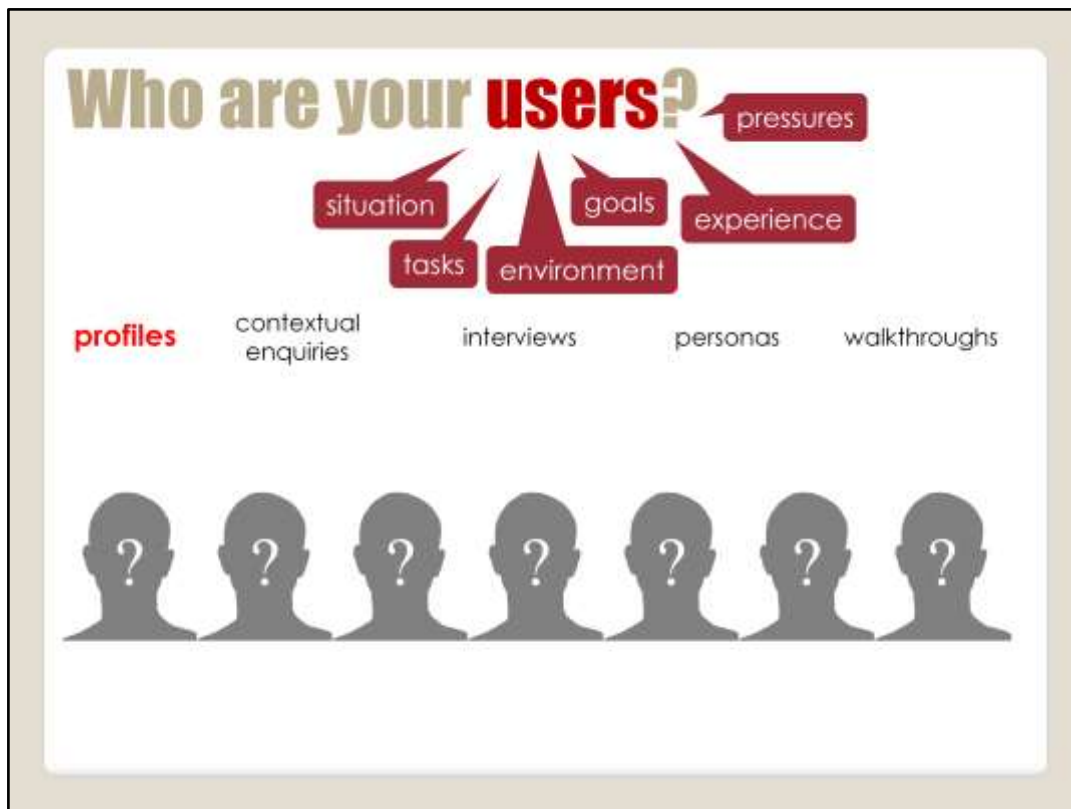 Who are your users?
pressures
situation
goals
experience
tasks
environment
profiles
contextual
enquiries
interviews
personas
walkthroughs
? ? ? ? ? ? ?